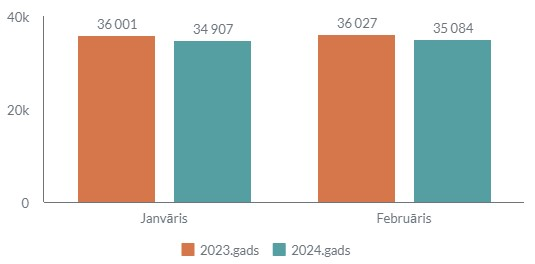 40k
36 001
34 907
36 027
35 084
20k
0
Janvāris
Februāris
2023.gads
2024.gads